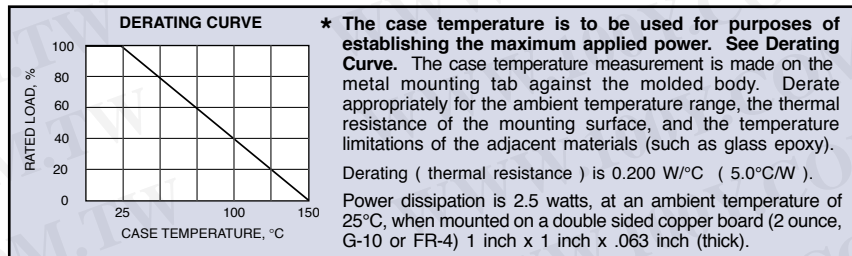 DERATING CURVE
RATED LOAD, %
100
80
60
40
20
0
25
100
150
CASE TEMPERATURE, °C
* The case temperature is to be used for purposes of
establishing the maximum applied power. See Derating
Curve. The case temperature measurement is made on the
metal mounting tab against the molded body. Derate
appropriately for the ambient temperature range, the thermal
resistance of the mounting surface, and the temperature
limitations of the adjacent materials (such as glass epoxy).
Derating ( thermal resistance ) is 0.200 W/°C ( 5.0°C/W ).
Power dissipation is 2.5 watts, at an ambient temperature of
25°C, when mounted on a double sided copper board (2 ounce,
G-10 or FR-4) 1 inch x 1 inch x .063 inch (thick).